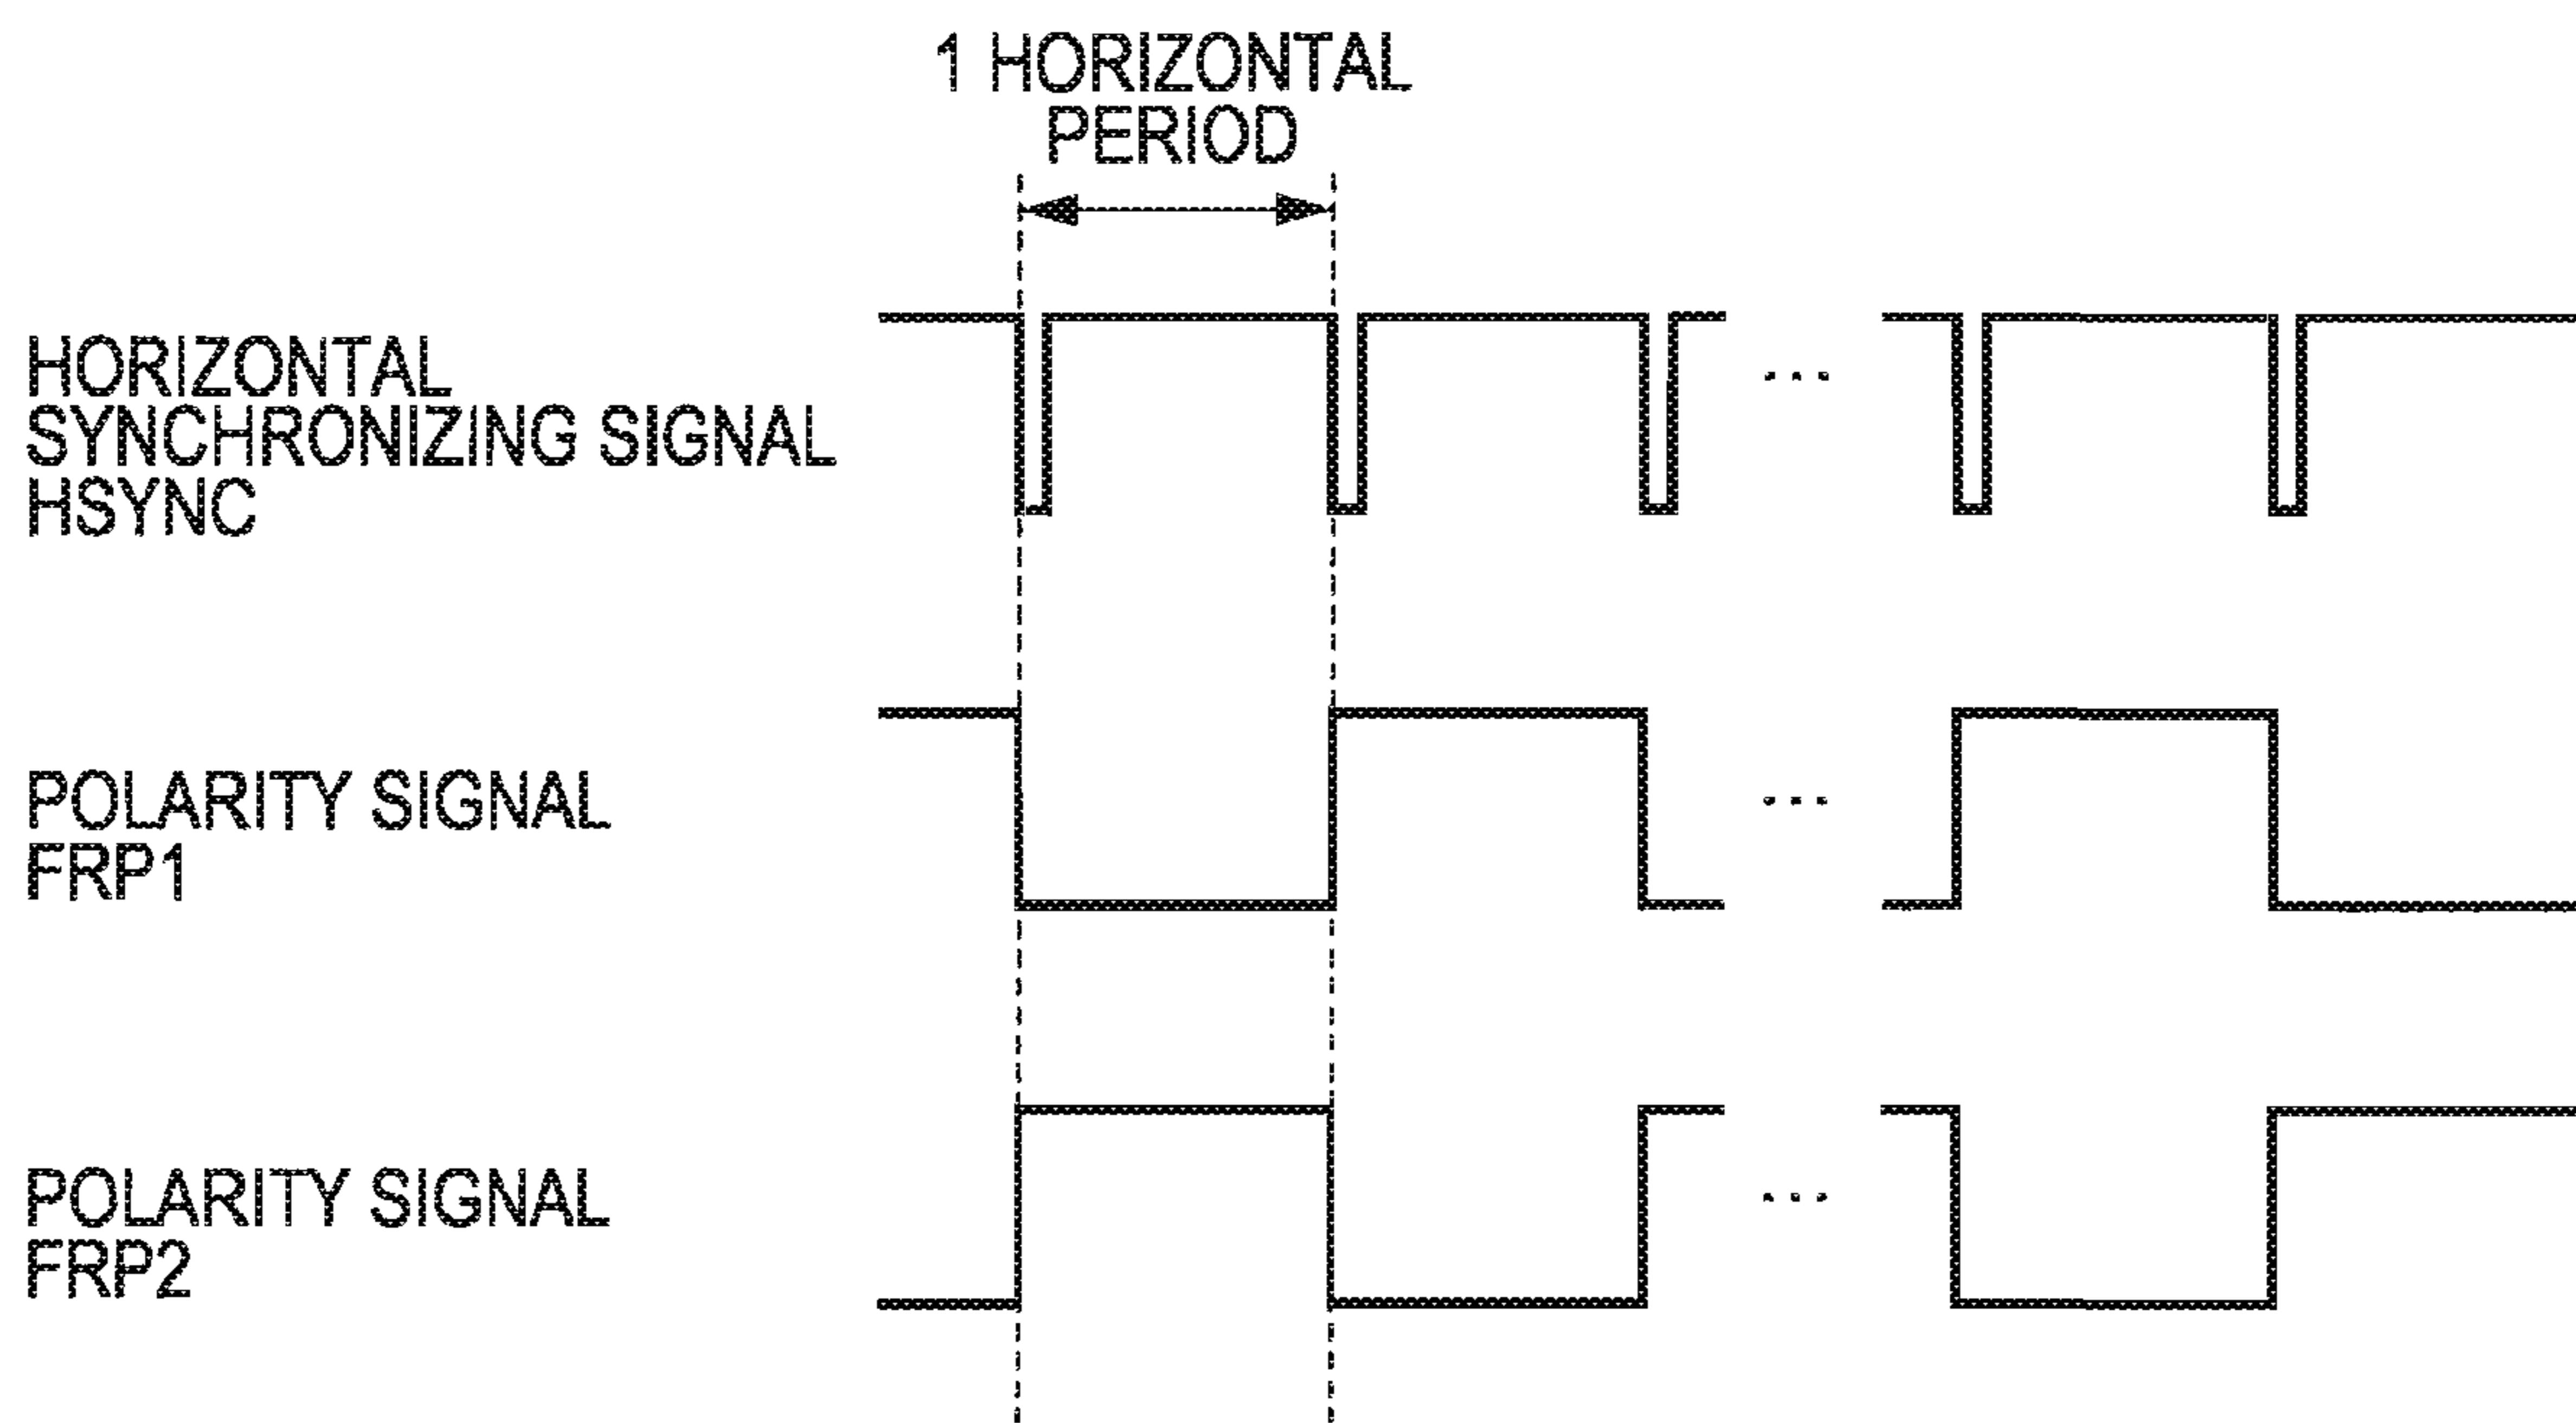 1 HORIZONTAL
PERIOD
HORIZONTAL
SYNCHRONIZING SIGNAL
HSYNC
...
POLARITY SIGNAL
FRP1
...
POLARITY SIGNAL
FRP2
...